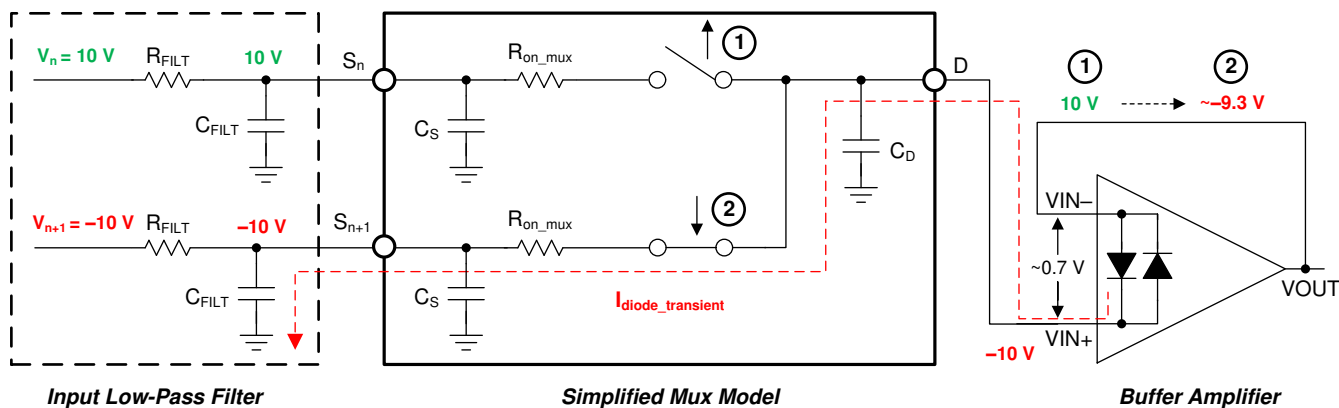 Vn = 10 V
RFILT
10 V
Sn
Ron_mux
1
D
1
2
10 V
~–9.3 V
CFILT
CS
CD
Vn+1 = –10 V
RFILT
–10 V
Sn+1
Ron_mux
2
VIN–
~0.7 V
VIN+
–10 V
VOUT
CFILT
CS
Idiode_transient
Input Low-Pass Filter
Simplified Mux Model
Buffer Amplifier